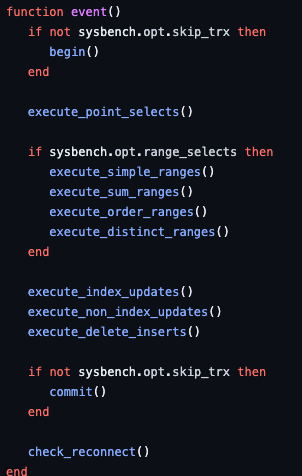 function event()
   if not sysbench.opt.skip_trx then
      begin()
   end

   execute_point_selects()

   if sysbench.opt.range_selects then
      execute_simple_ranges()
      execute_sum_ranges()
      execute_order_ranges()
      execute_distinct_ranges()
   end

   execute_index_updates()
   execute_non_index_updates()
   execute_delete_inserts()

   if not sysbench.opt.skip_trx then
      commit()
   end

   check_reconnect()
end